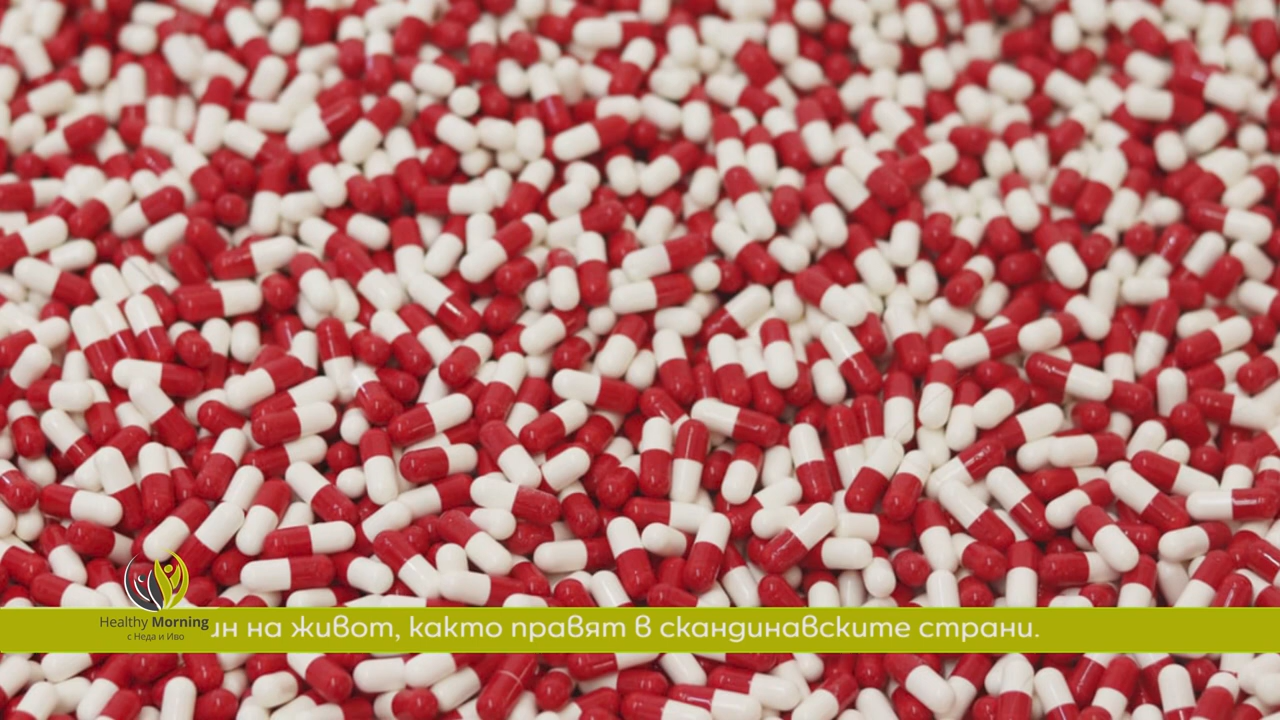 ин на живот, както правят в скандинавските страни.
Healthy Morning
с Неда и Иво